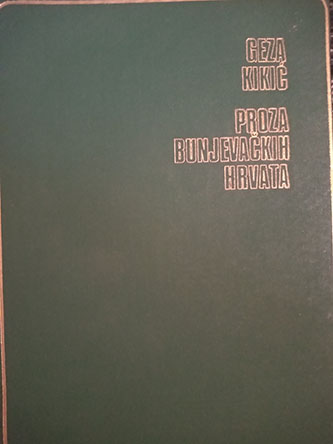 GEZA
KIKIĆ
PROZA
BUNJEVAČKIH
HRVATA